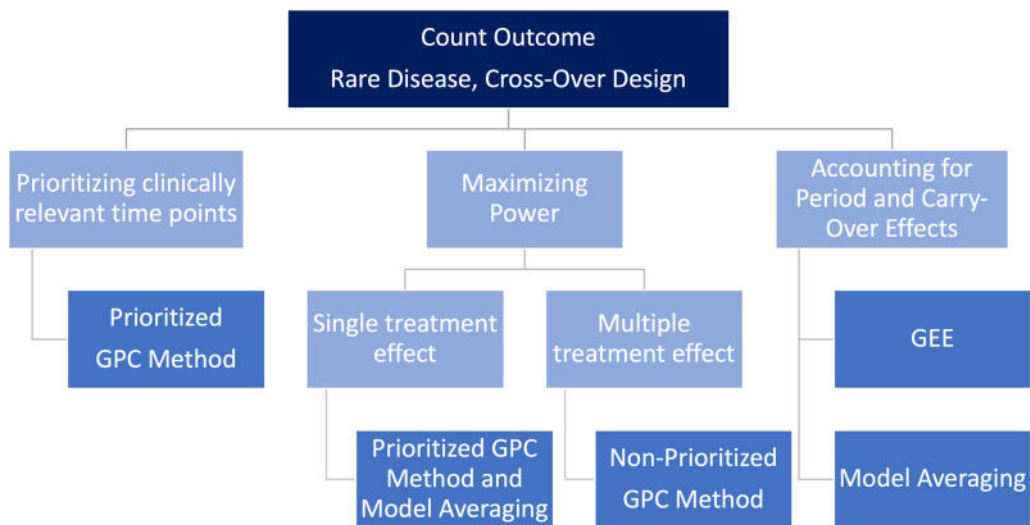 Count Outcome
Rare Disease, Cross-Over Design
Prioritizing clinically
relevant time points
Maximizing
Power
Accounting for
Period and Carry-
Over Effects
Prioritized
GPC Method
Single treatment
effect
Multiple
treatment effect
GEE
Prioritized GPC
Method and
Model Averaging
Non-Prioritized
GPC Method
Model Averaging